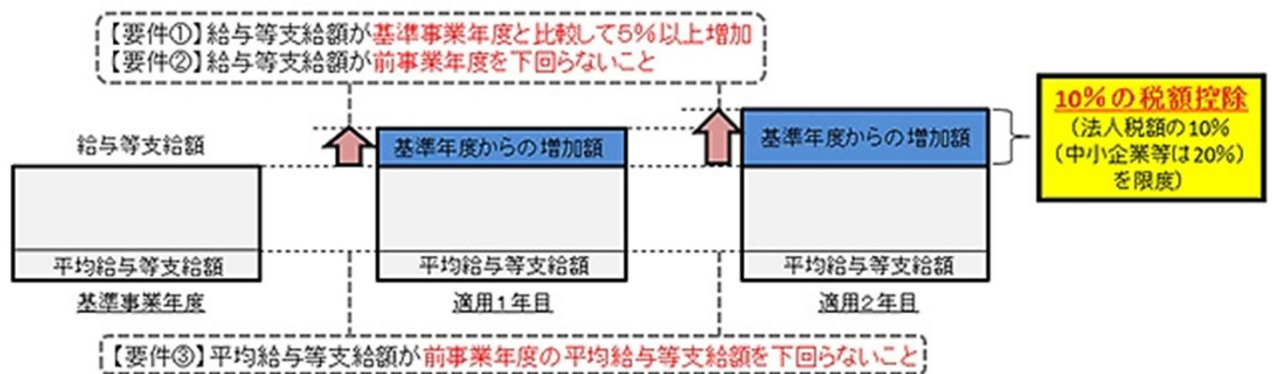 【要件①】給与等支給額が基準事業年度と比較して5%以上増加
【要件②】給与等支給額が前事業年度を下回らないこと
給与等支給額
基準年度からの増加額
基準年度からの増加額
10%の税額控除
(法人税額の10%
(中小企業等は20%)
を限度)
平均給与等支給額
平均給与等支給額
平均給与等支給額
基準事業年度
適用1年目
適用2年目
【要件③】平均給与等支給額が前事業年度の平均給与等支給額を下回らないこと